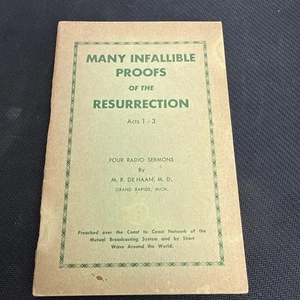 MANY INFALLIBLE
PROOFS
OF THE
RESURRECTION
Acts 1 - 3
FOUR RADIO SERMONS
By
M. R. DE HAAN, M. D.
GRAND RAPIDS, MICH.
Preached over the Coast to Coast Network of the
Mutual Broadcasting System and by Short
Wave Around the World.